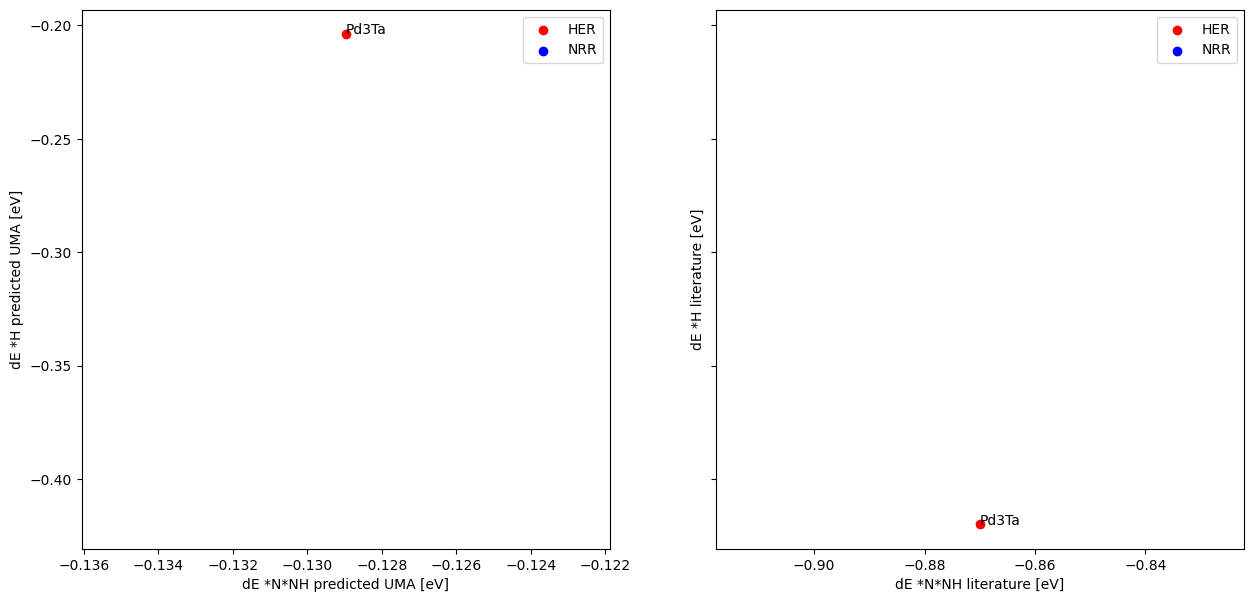 −0.20
−0.25
−0.30
−0.35
−0.40
dE *H predicted UMA [eV]
Pd3Ta
HER
NRR
−0.136
−0.134
−0.132
−0.130
−0.128
−0.126
−0.124
−0.122
dE *N*NH predicted UMA [eV]
dE *H literature [eV]
HER
NRR
Pd3Ta
−0.90
−0.88
−0.86
−0.84
dE *N*NH literature [eV]